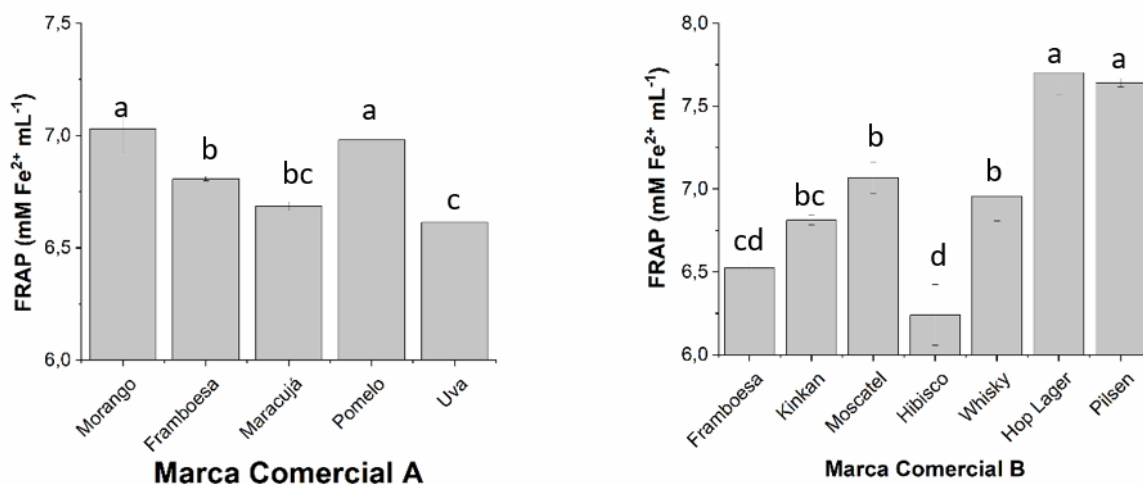 7,5
7,0
6,5
6,0
FRAP (mM Fe²⁺ mL⁻¹)
a
b
bc
a
c
Morango
Framboesa
Maracujá
Pomelo
Uva
Marca Comercial A
8,0
7,5
7,0
6,5
6,0
FRAP (mM Fe²⁺ mL⁻¹)
cd
bc
b
d
b
a
a
Framboesa
Kinkan
Moscatel
Hibisco
Whisky
Hop Lager
Pilsen
Marca Comercial B